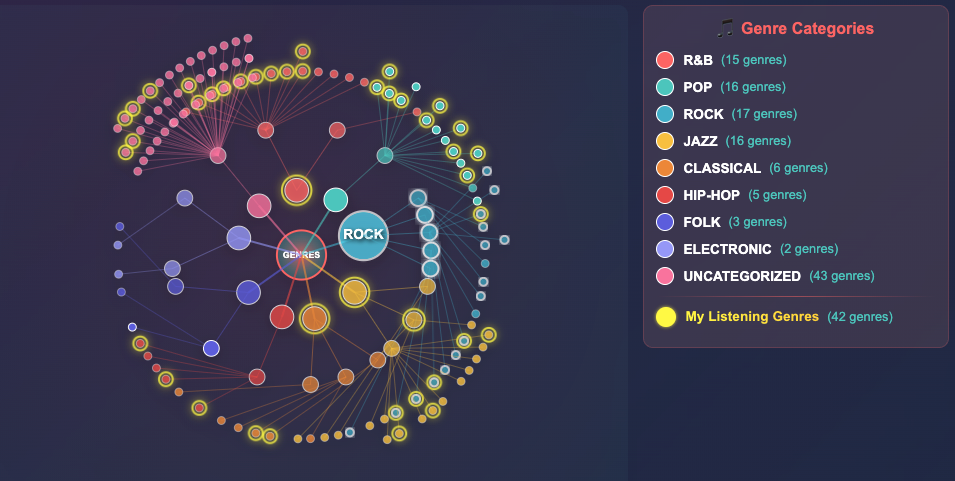 ROCK
GENRES
🎵 Genre Categories
R&B (15 genres)
POP (16 genres)
ROCK (17 genres)
JAZZ (16 genres)
CLASSICAL (6 genres)
HIP-HOP (5 genres)
FOLK (3 genres)
ELECTRONIC (2 genres)
UNCATEGORIZED (43 genres)
My Listening Genres (42 genres)